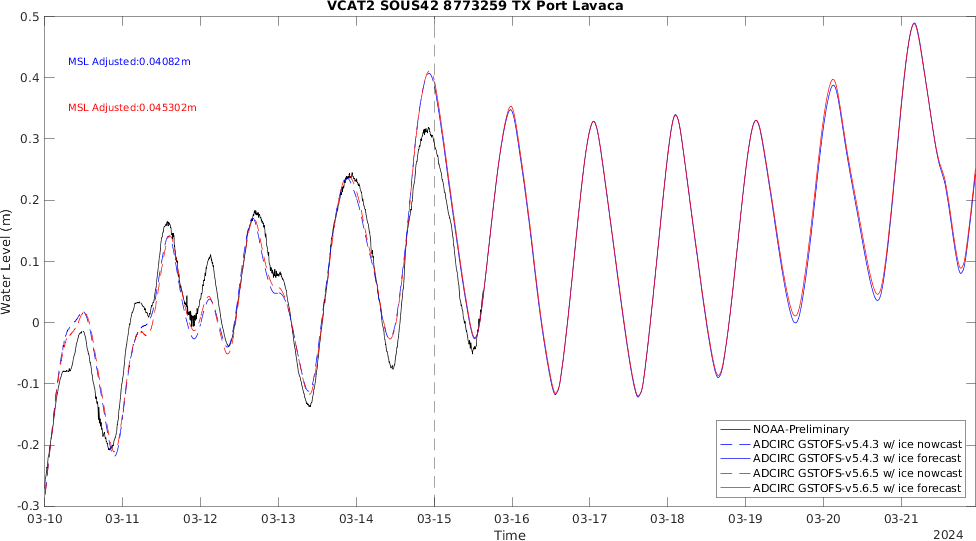 VCAT2 SOUS42 8773259 TX Port Lavaca
0.5
MSL Adjusted:0.04082m
0.4
MSL Adjusted:0.045302m
0.3
0.2
0.1
0
-0.1
-0.2
-0.3
Water Level (m)
NOAA-Preliminary
ADCIRC GSTOFS-v5.4.3 w/ ice nowcast
ADCIRC GSTOFS-v5.4.3 w/ ice forecast
ADCIRC GSTOFS-v5.6.5 w/ ice nowcast
ADCIRC GSTOFS-v5.6.5 w/ ice forecast
03-10 03-11 03-12 03-13 03-14 03-15 03-16 03-17 03-18 03-19 03-20 03-21
Time
2024